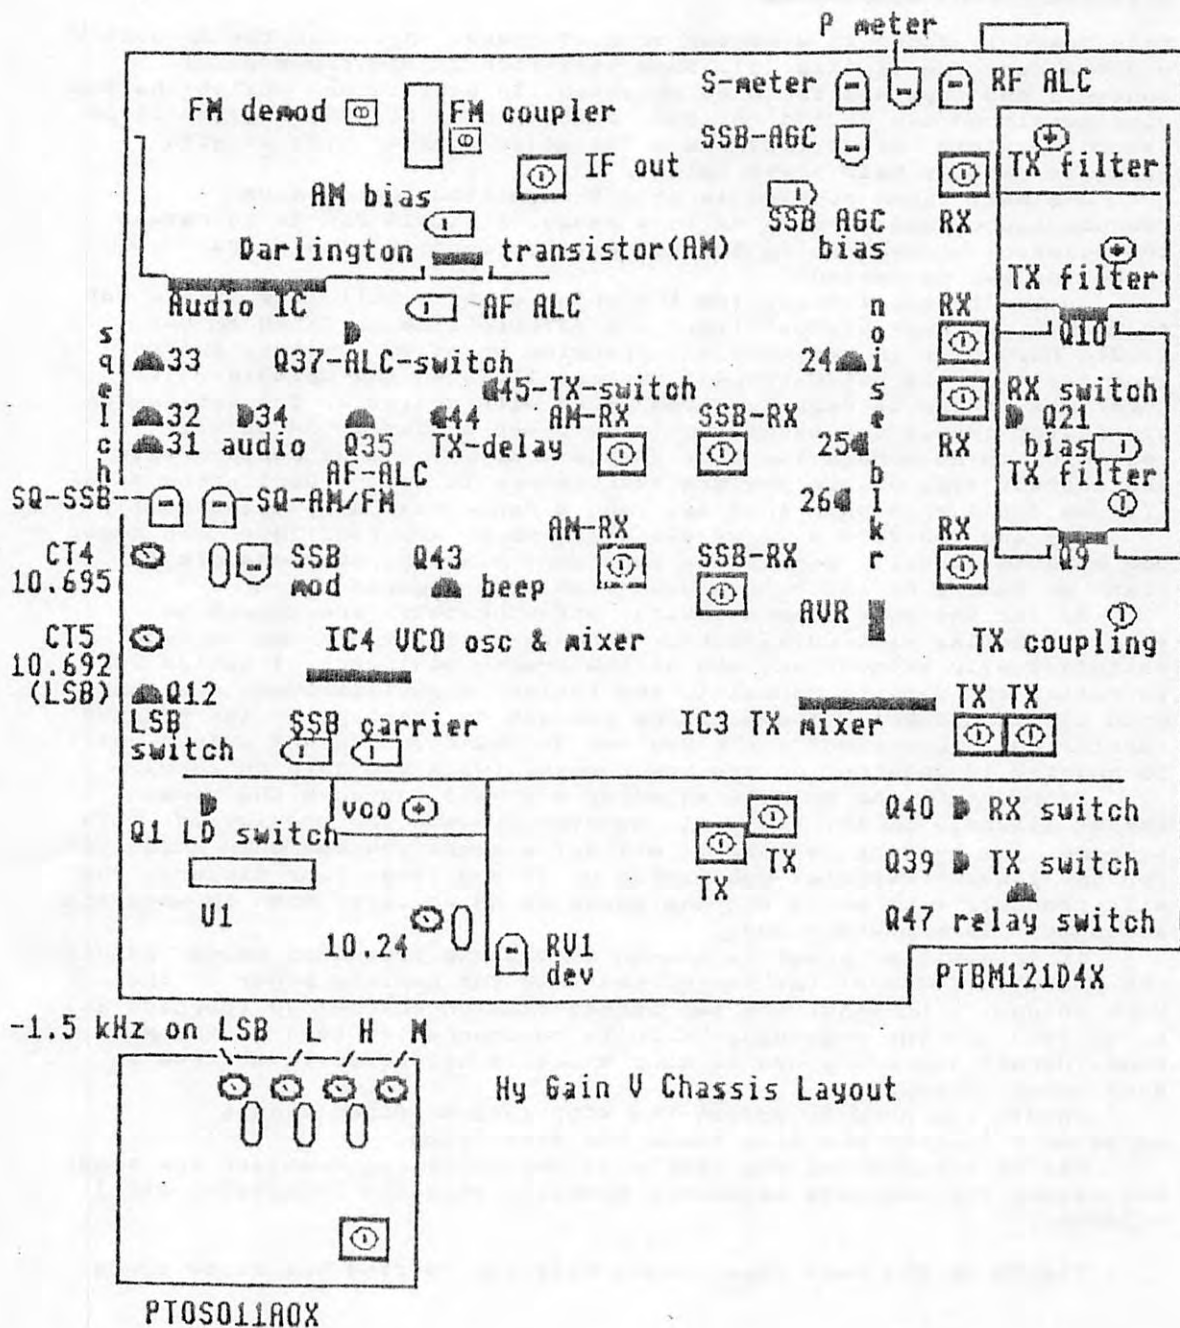 P meter
S-meter RF ALC
FM demod FM coupler
SSB-AGC
IF out TX filter
AM bias SSB AGC RX
Darlington transistor(AM) bias
TX filter
Audio IC AF ALC RX
Q10
squelch
noise blkr
33 Q37-ALC-switch 24
45-TX-switch RX switch
32 34 44 AM-RX SSB-RX Q21
31 audio Q35 TX-delay 25 RX bias
AF-ALC TX filter
SQ-SSB SQ-AM/FM 26
AM-RX RX
CT4 SSB Q43 SSB-RX Q9
10.695 mod beep
AVR
CT5 IC4 VCO osc & mixer TX coupling
10.692
(LSB) Q12
LSB SSB carrier IC3 TX mixer TX TX
switch
VCO Q40 RX switch
Q1 LD switch
TX Q39 TX switch
TX
U1 Q47 relay switch
10.24 RV1
dev PTBM121D4X
-1.5 kHz on LSB L H M
Hy Gain V Chassis Layout
PTOSO11A0X